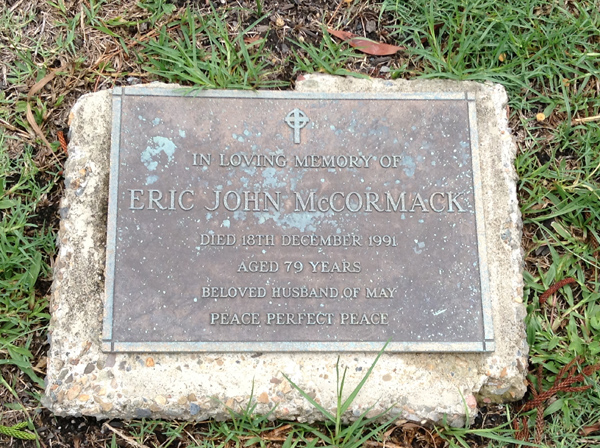 IN LOVING MEMORY OF
ERIC JOHN McCORMACK
DIED 18TH DECEMBER 1991
AGED 79 YEARS
BELOVED HUSBAND OF MAY
PEACE PERFECT PEACE